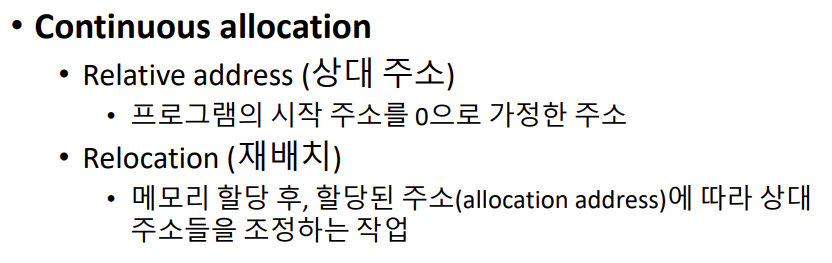 • Continuous allocation
• Relative address (상대 주소)
• 프로그램의 시작 주소를 0으로 가정한 주소
• Relocation (재배치)
• 메모리 할당 후, 할당된 주소(allocation address)에 따라 상대
주소들을 조정하는 작업